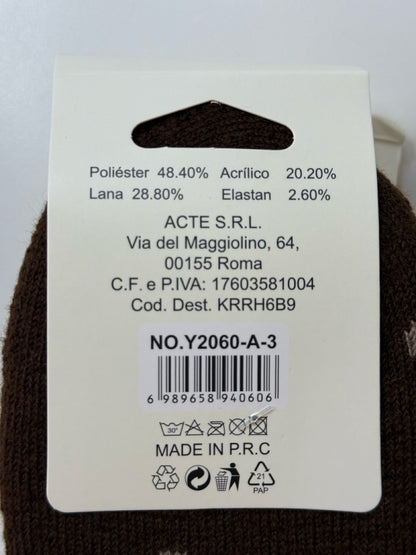 Poliéster 48.40% Acrílico 20.20%
Lana 28.80% Elastan 2.60%
ACTE S.R.L.
Via del Maggiolino, 64,
00155 Roma
C.F. e P.IVA: 17603581004
Cod. Dest. KRRH6B9
NO.Y2060-A-3
6 989658 940606
30°
MADE IN P.R.C
21
PAP